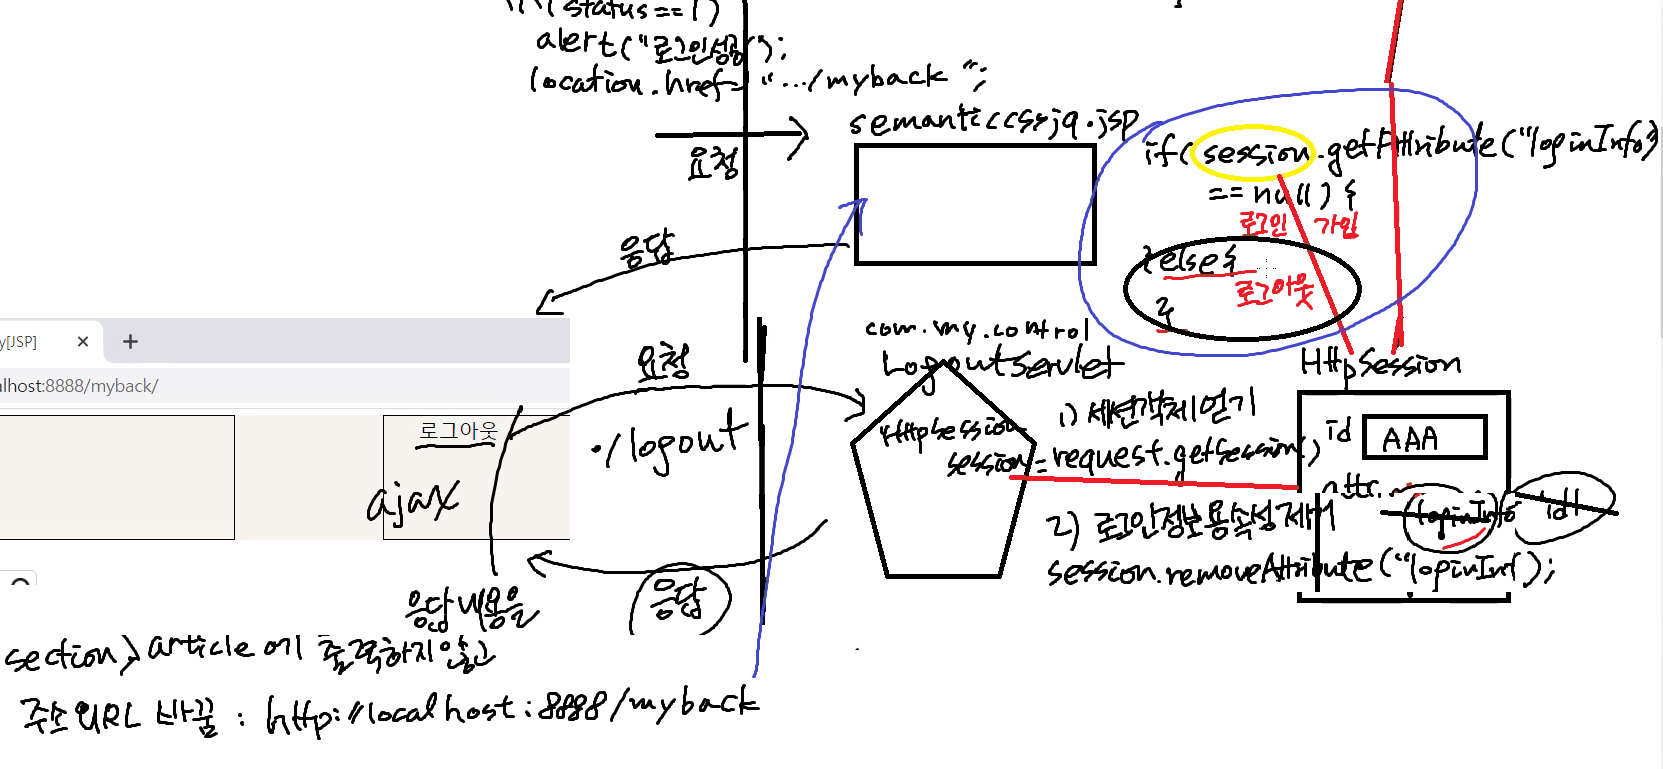 status==1)
alert("로그인성공");
location.href= ".../myback";
요청
semanticcssjq.jsp
if(session.getAttribute("loginInfo")
==null){
로그인 가입
}else{
로그아웃
}
응답
y[JSP]
alhost:8888/myback/
로그아웃
ajax
요청
./logout
com.my.control
LogoutServlet
HttpSession
session=request.getSession()
1) 세션객체얻기
2) 로그인정보용속성제거
session.removeAttribute("loginInf);
HttpSession
id AAA
attr...
loginInfo id1
응답
응답내용을
section>article에 출력하지않고
주소URL 바꿈 : http://localhost:8888/myback